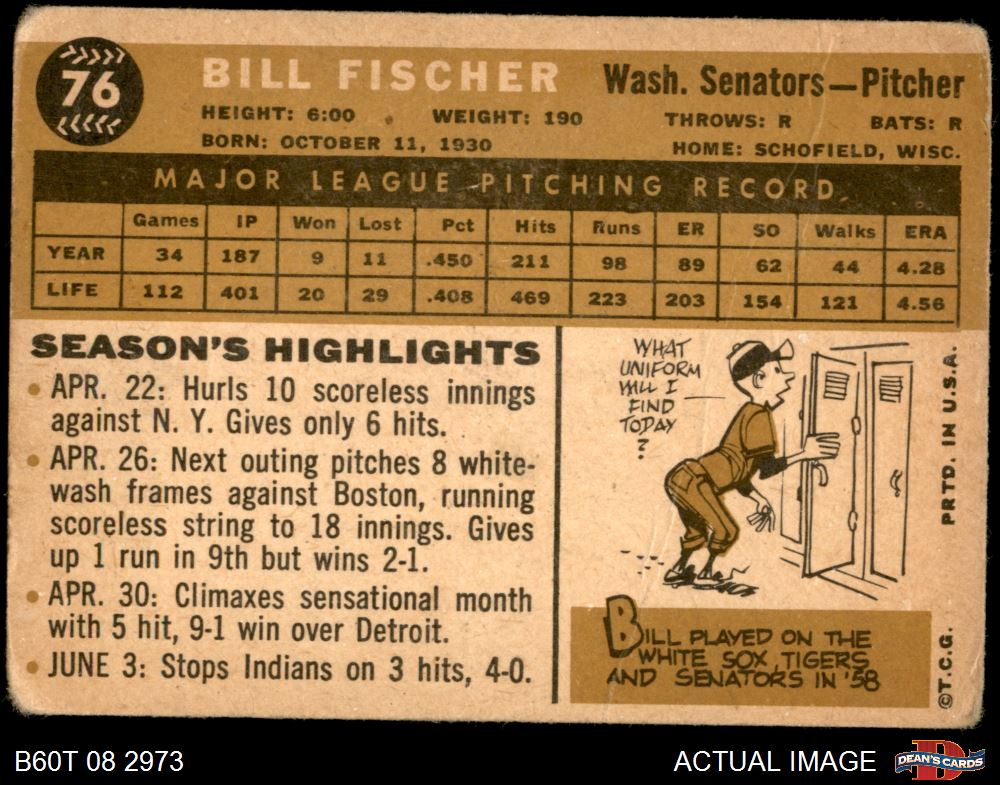 76
BILL FISCHER
Wash. Senators—Pitcher
HEIGHT: 6:00 WEIGHT: 190 THROWS: R BATS: R
BORN: OCTOBER 11, 1930 HOME: SCHOFIELD, WISC.
MAJOR LEAGUE PITCHING RECORD
Games IP Won Lost Pct Hits Runs ER SO Walks ERA
YEAR 34 187 9 11 .450 211 98 89 62 44 4.28
LIFE 112 401 20 29 .408 469 223 203 154 121 4.56
SEASON'S HIGHLIGHTS
• APR. 22: Hurls 10 scoreless innings
against N. Y. Gives only 6 hits.
• APR. 26: Next outing pitches 8 white-
wash frames against Boston, running
scoreless string to 18 innings. Gives
up 1 run in 9th but wins 2-1.
• APR. 30: Climaxes sensational month
with 5 hit, 9-1 win over Detroit.
• JUNE 3: Stops Indians on 3 hits, 4-0.
WHAT
UNIFORM
WILL I
FIND
TODAY
?
BILL PLAYED ON THE
WHITE SOX, TIGERS
AND SENATORS IN '58
©T.C.G. PRTD. IN U.S.A.
B60T 08 2973
ACTUAL IMAGE
D
DEAN'S CARDS